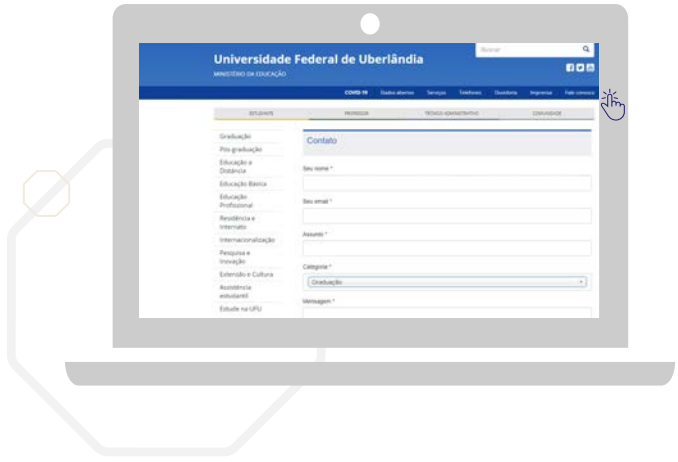 Buscar
Universidade Federal de Uberlândia
MINISTÉRIO DA EDUCAÇÃO
COVID-19 Dados abertos Serviços Telefones Ouvidoria Imprensa Fale conosco
ESTUDANTE PROFESSOR TÉCNICO ADMINISTRATIVO COMUNIDADE
Graduação
Pós-graduação
Educação a
Distância
Educação Básica
Educação
Profissional
Residência e
Internato
Internacionalização
Pesquisa e
Inovação
Extensão e Cultura
Assistência
estudantil
Estude na UFU
Contato
Seu nome *
Seu email *
Assunto *
Categoria *
Graduação
Mensagem *